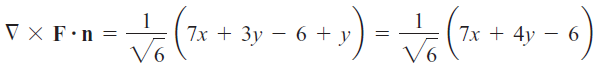 ∇ × F · n = 1/√6 (7x + 3y − 6 + y) = 1/√6 (7x + 4y − 6)